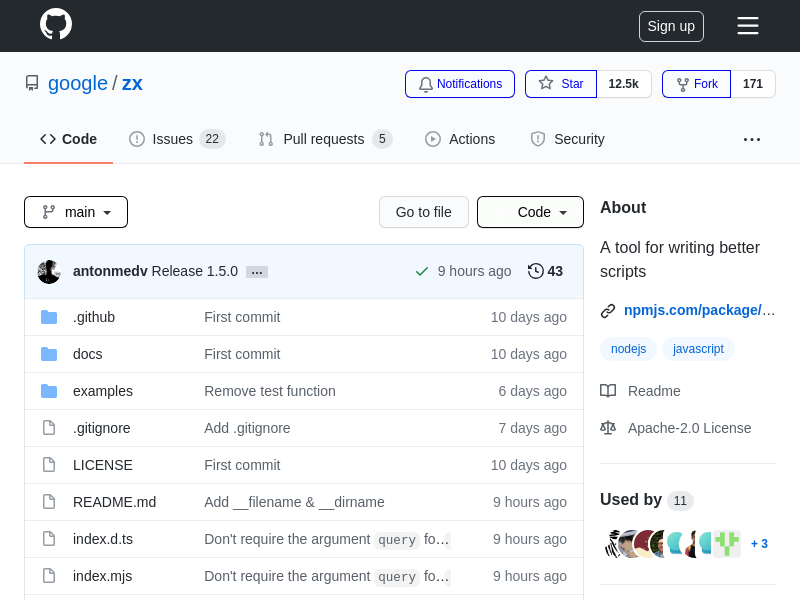 Sign up
google / zx
Notifications
Star 12.5k
Fork 171
Code
Issues 22
Pull requests 5
Actions
Security
main
Go to file
Code
antonmedv Release 1.5.0 … 9 hours ago 43
.github First commit 10 days ago
docs First commit 10 days ago
examples Remove test function 6 days ago
.gitignore Add .gitignore 7 days ago
LICENSE First commit 10 days ago
README.md Add __filename & __dirname 9 hours ago
index.d.ts Don't require the argument query fo… 9 hours ago
index.mjs Don't require the argument query fo… 9 hours ago
About
A tool for writing better
scripts
npmjs.com/package/…
nodejs javascript
Readme
Apache-2.0 License
Used by 11
+ 3